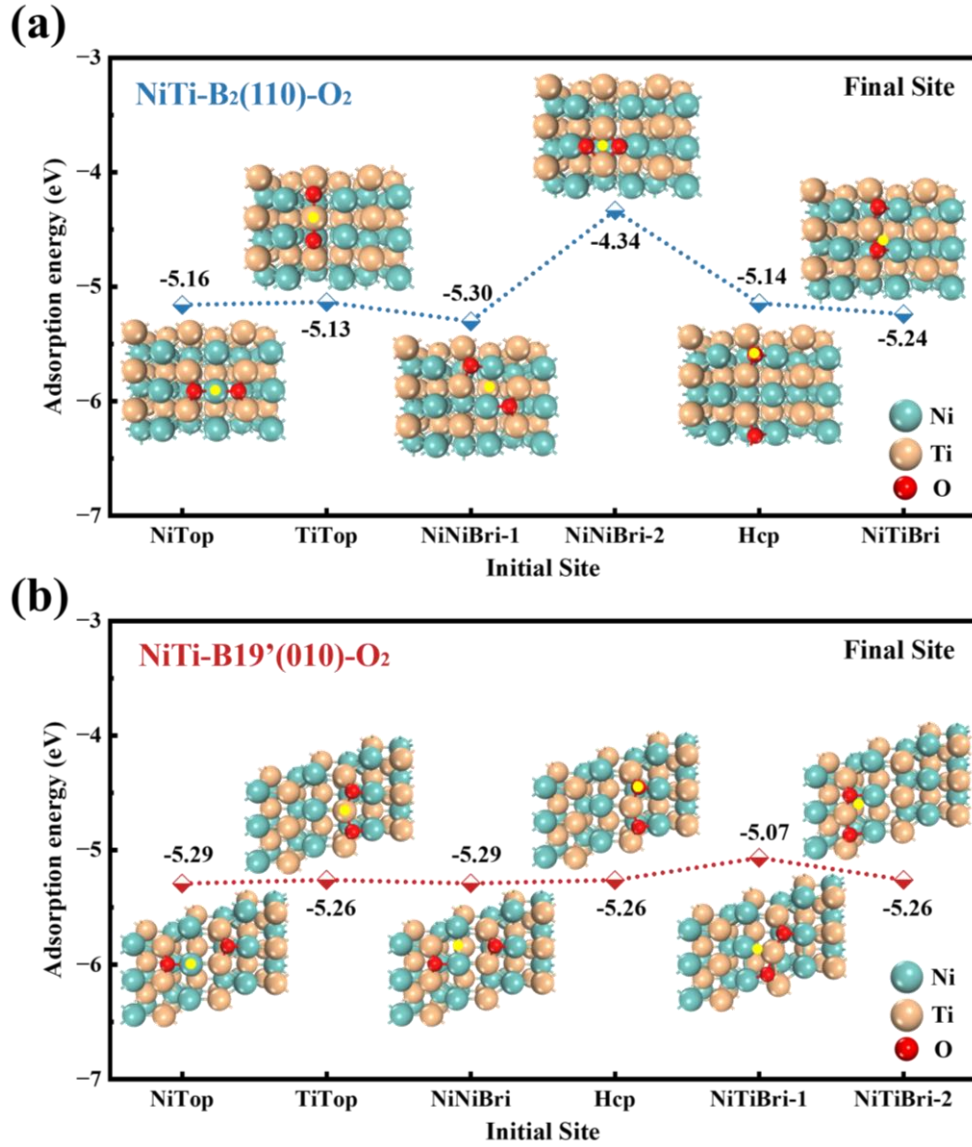 (a)
NiTi-B₂(110)-O₂
Final Site
Adsorption energy (eV)
−3
−4
−5
−6
−7
-5.16
-5.13
-5.30
-4.34
-5.14
-5.24
Ni
Ti
O
NiTop TiTop NiNiBri-1 NiNiBri-2 Hcp NiTiBri
Initial Site
(b)
NiTi-B19’(010)-O₂
Final Site
Adsorption energy (eV)
−3
−4
−5
−6
−7
-5.29
-5.26
-5.29
-5.26
-5.07
-5.26
Ni
Ti
O
NiTop TiTop NiNiBri Hcp NiTiBri-1 NiTiBri-2
Initial Site